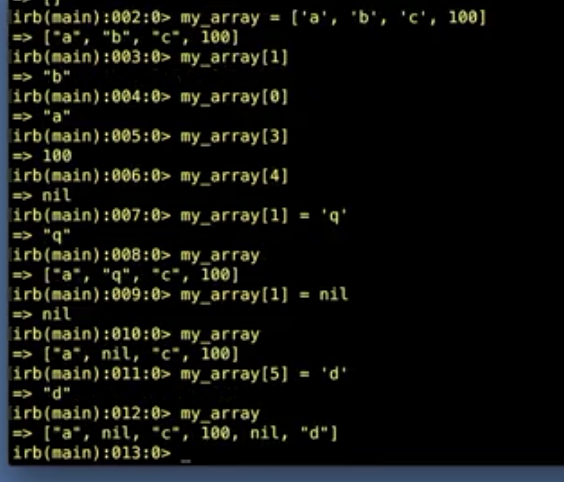 => []
irb(main):002:0> my_array = ['a', 'b', 'c', 100]
=> ["a", "b", "c", 100]
irb(main):003:0> my_array[1]
=> "b"
irb(main):004:0> my_array[0]
=> "a"
irb(main):005:0> my_array[3]
=> 100
irb(main):006:0> my_array[4]
=> nil
irb(main):007:0> my_array[1] = 'q'
=> "q"
irb(main):008:0> my_array
=> ["a", "q", "c", 100]
irb(main):009:0> my_array[1] = nil
=> nil
irb(main):010:0> my_array
=> ["a", nil, "c", 100]
irb(main):011:0> my_array[5] = 'd'
=> "d"
irb(main):012:0> my_array
=> ["a", nil, "c", 100, nil, "d"]
irb(main):013:0> _